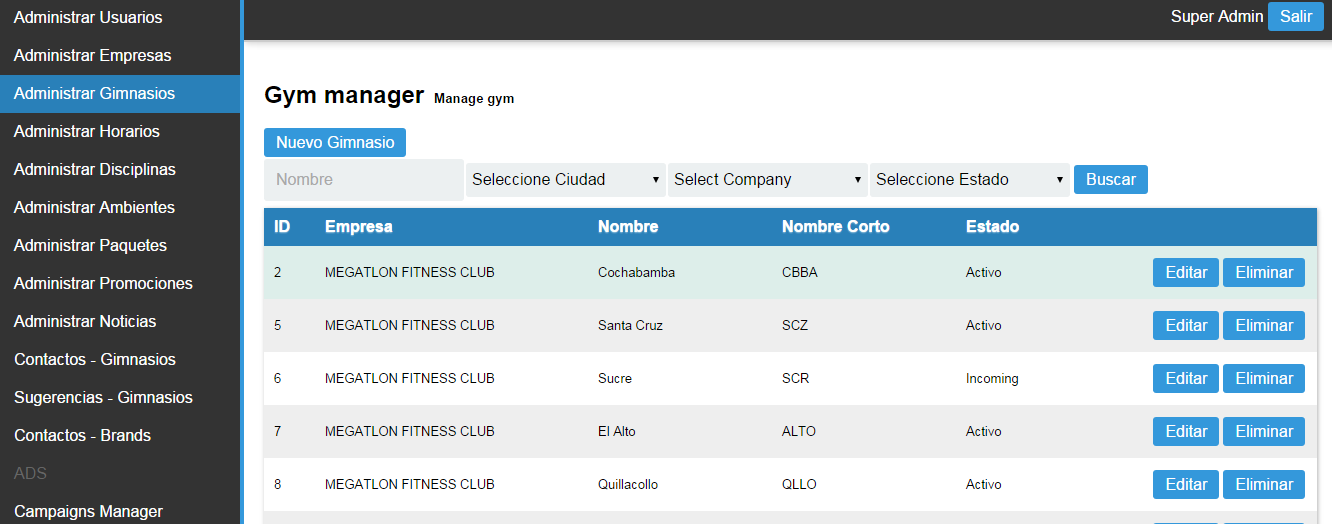 Administrar Usuarios
Administrar Empresas
Administrar Gimnasios
Administrar Horarios
Administrar Disciplinas
Administrar Ambientes
Administrar Paquetes
Administrar Promociones
Administrar Noticias
Contactos - Gimnasios
Sugerencias - Gimnasios
Contactos - Brands
ADS
Campaigns Manager
Super Admin Salir
Gym manager Manage gym
Nuevo Gimnasio
Nombre Seleccione Ciudad Select Company Seleccione Estado Buscar
ID Empresa Nombre Nombre Corto Estado
2 MEGATLON FITNESS CLUB Cochabamba CBBA Activo Editar Eliminar
5 MEGATLON FITNESS CLUB Santa Cruz SCZ Activo Editar Eliminar
6 MEGATLON FITNESS CLUB Sucre SCR Incoming Editar Eliminar
7 MEGATLON FITNESS CLUB El Alto ALTO Activo Editar Eliminar
8 MEGATLON FITNESS CLUB Quillacollo QLLO Activo Editar Eliminar